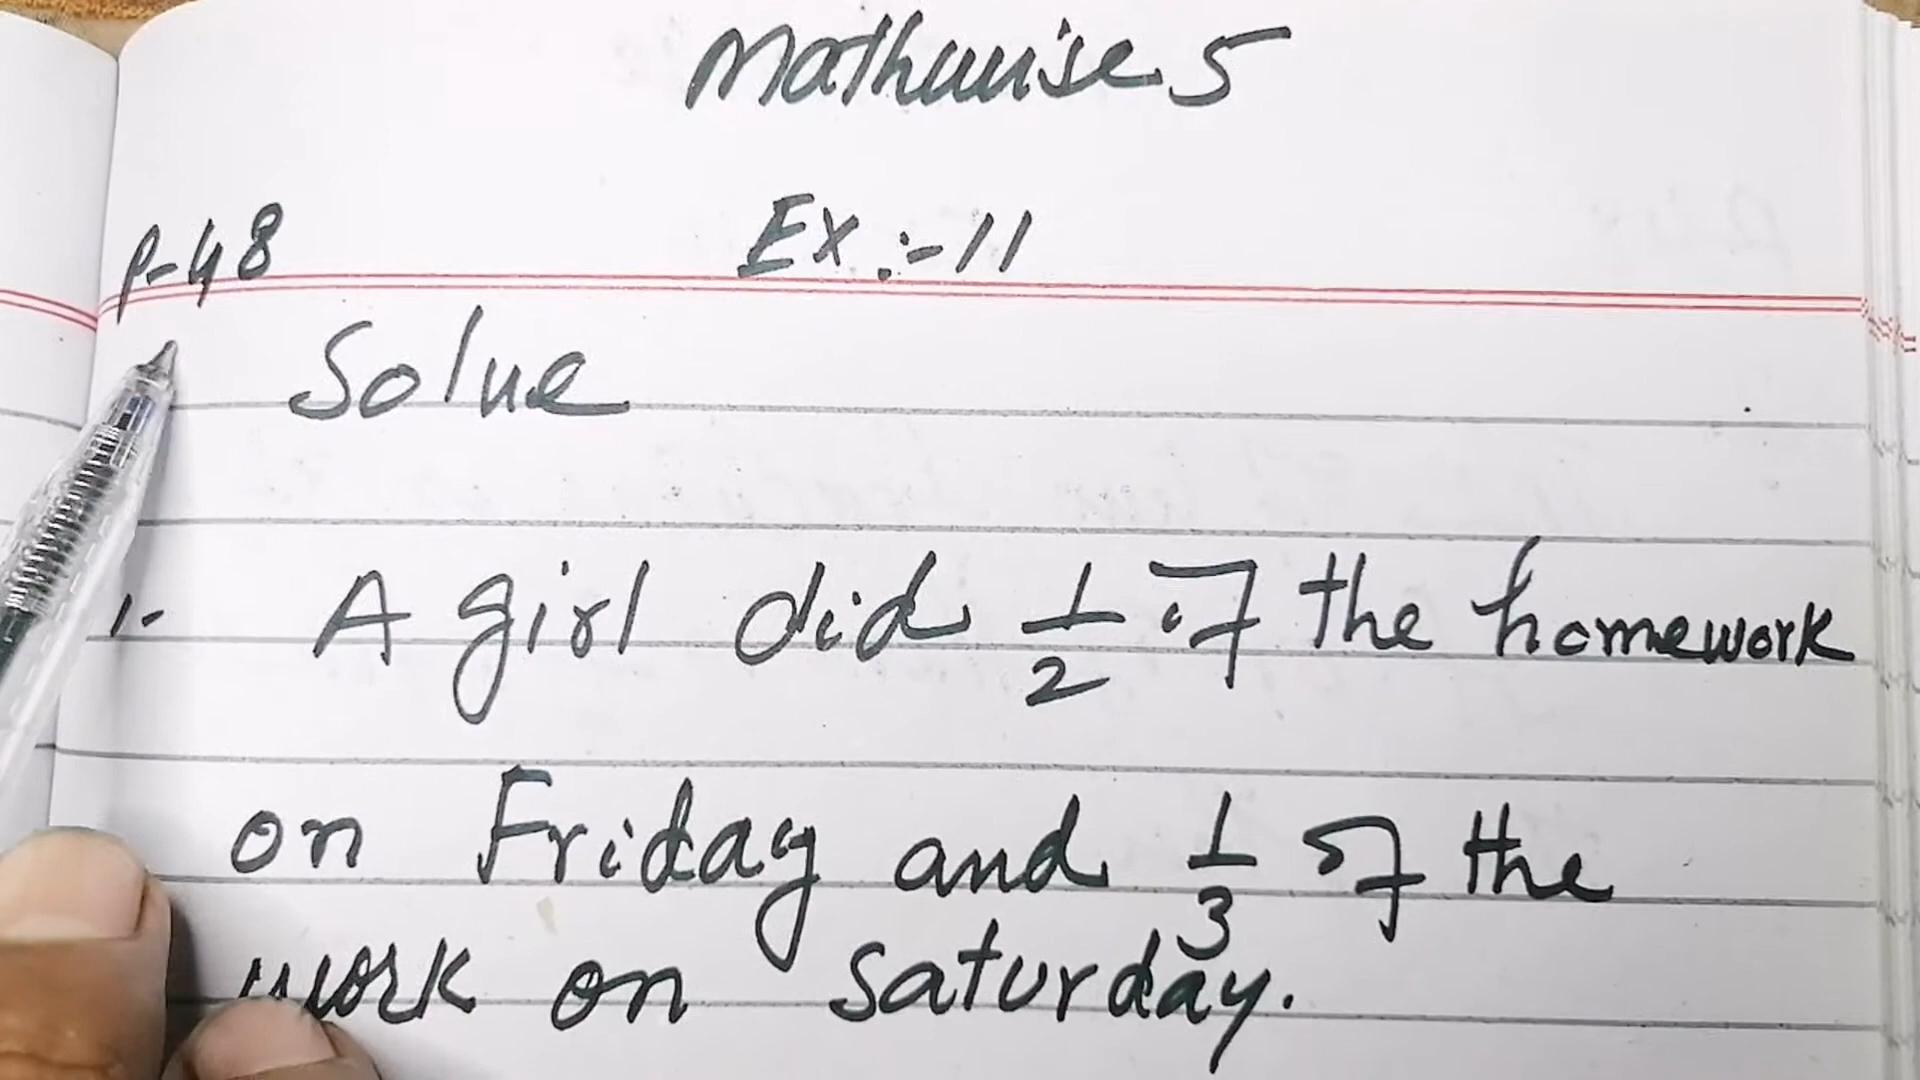 Mathwise 5
P-48
Ex:-11
Solve
1- A girl did 1/2 of the homework
on Friday and 1/3 of the
work on saturday.